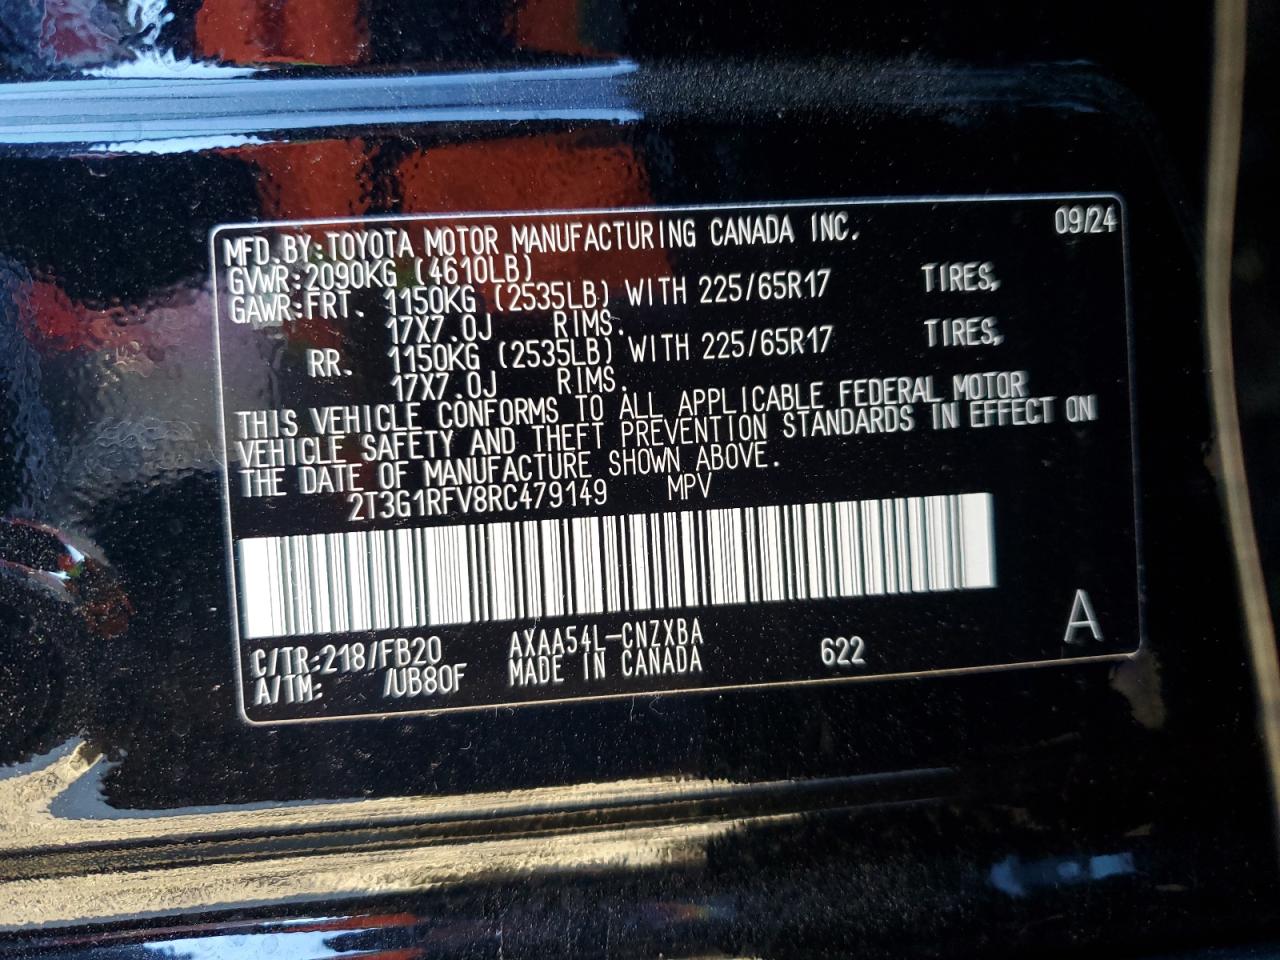 MFD.BY:TOYOTA MOTOR MANUFACTURING CANADA INC. 09/24
GVWR:2090KG (4610LB)
GAWR:FRT. 1150KG (2535LB) WITH 225/65R17 TIRES,
17X7.0J RIMS.
RR. 1150KG (2535LB) WITH 225/65R17 TIRES,
17X7.0J RIMS.
THIS VEHICLE CONFORMS TO ALL APPLICABLE FEDERAL MOTOR
VEHICLE SAFETY AND THEFT PREVENTION STANDARDS IN EFFECT ON
THE DATE OF MANUFACTURE SHOWN ABOVE.
2T3G1RFV8RC479149 MPV
C/TR:218/FB20 AXAA54L-CNZXBA 622 A
A/TM: /UB80F MADE IN CANADA